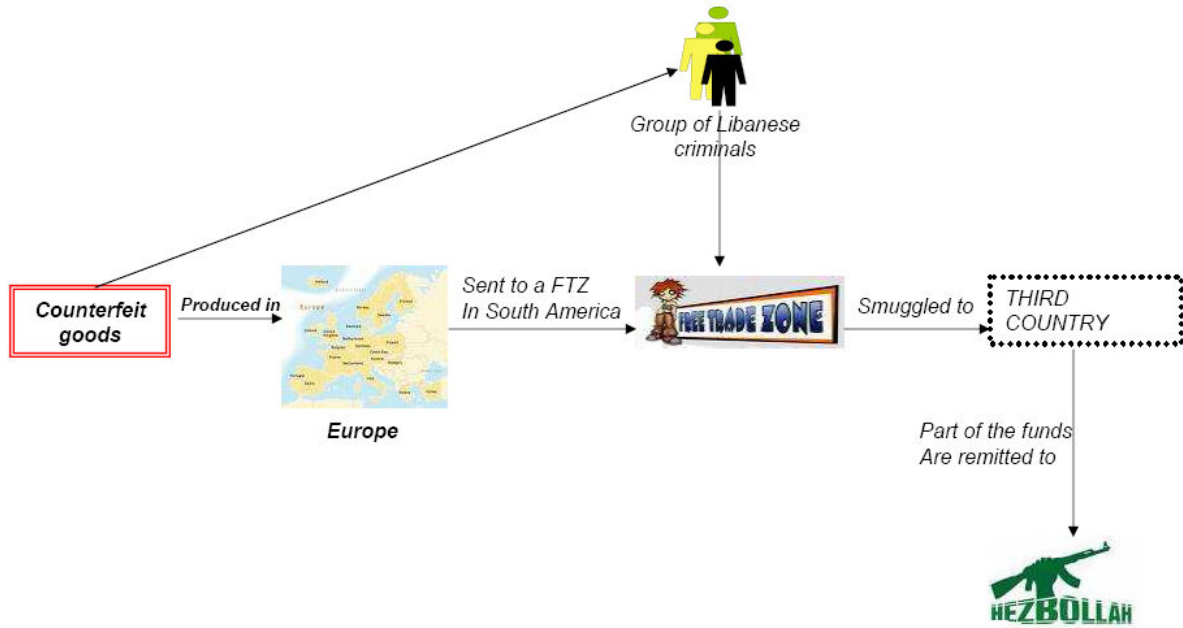 Group of Libanese
criminals
Counterfeit
goods
Produced in
Europe
Europe
Sent to a FTZ
In South America
FREE TRADE ZONE
Smuggled to
THIRD
COUNTRY
Part of the funds
Are remitted to
HEZBOLLAH